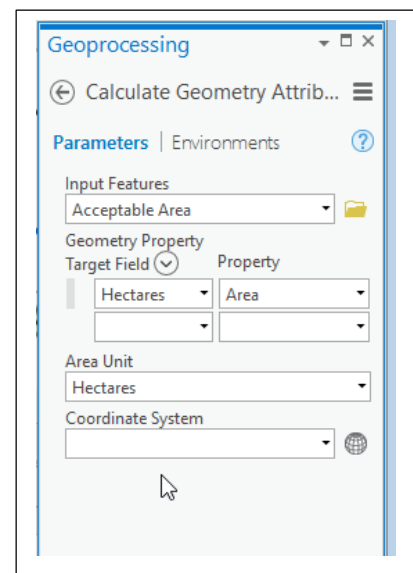 Geoprocessing
Calculate Geometry Attrib...
Parameters | Environments
?
Input Features
Acceptable Area
Geometry Property
Target Field Property
Hectares Area
Area Unit
Hectares
Coordinate System